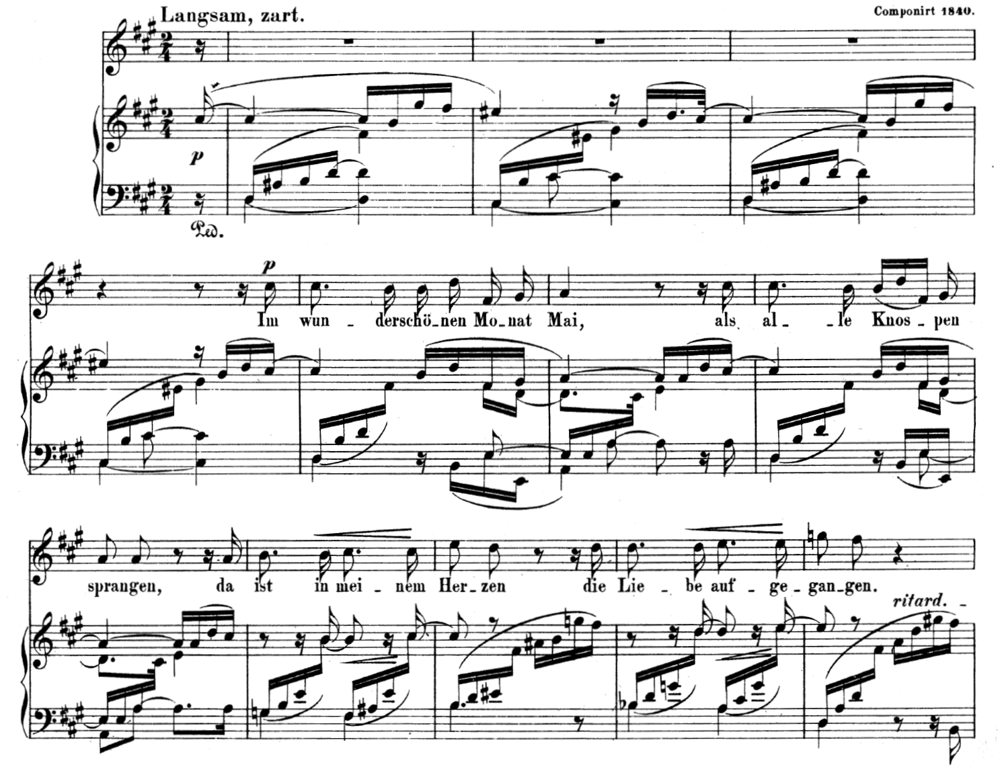 Langsam, zart. Componirt 1840.
p
Ped.
p
Im wun - derschö-nen Mo-nat Mai, als al - - le Knos - pen
sprangen, da ist in mei - nem Her-zen die Lie - be auf - ge - gan-gen.
ritard. -